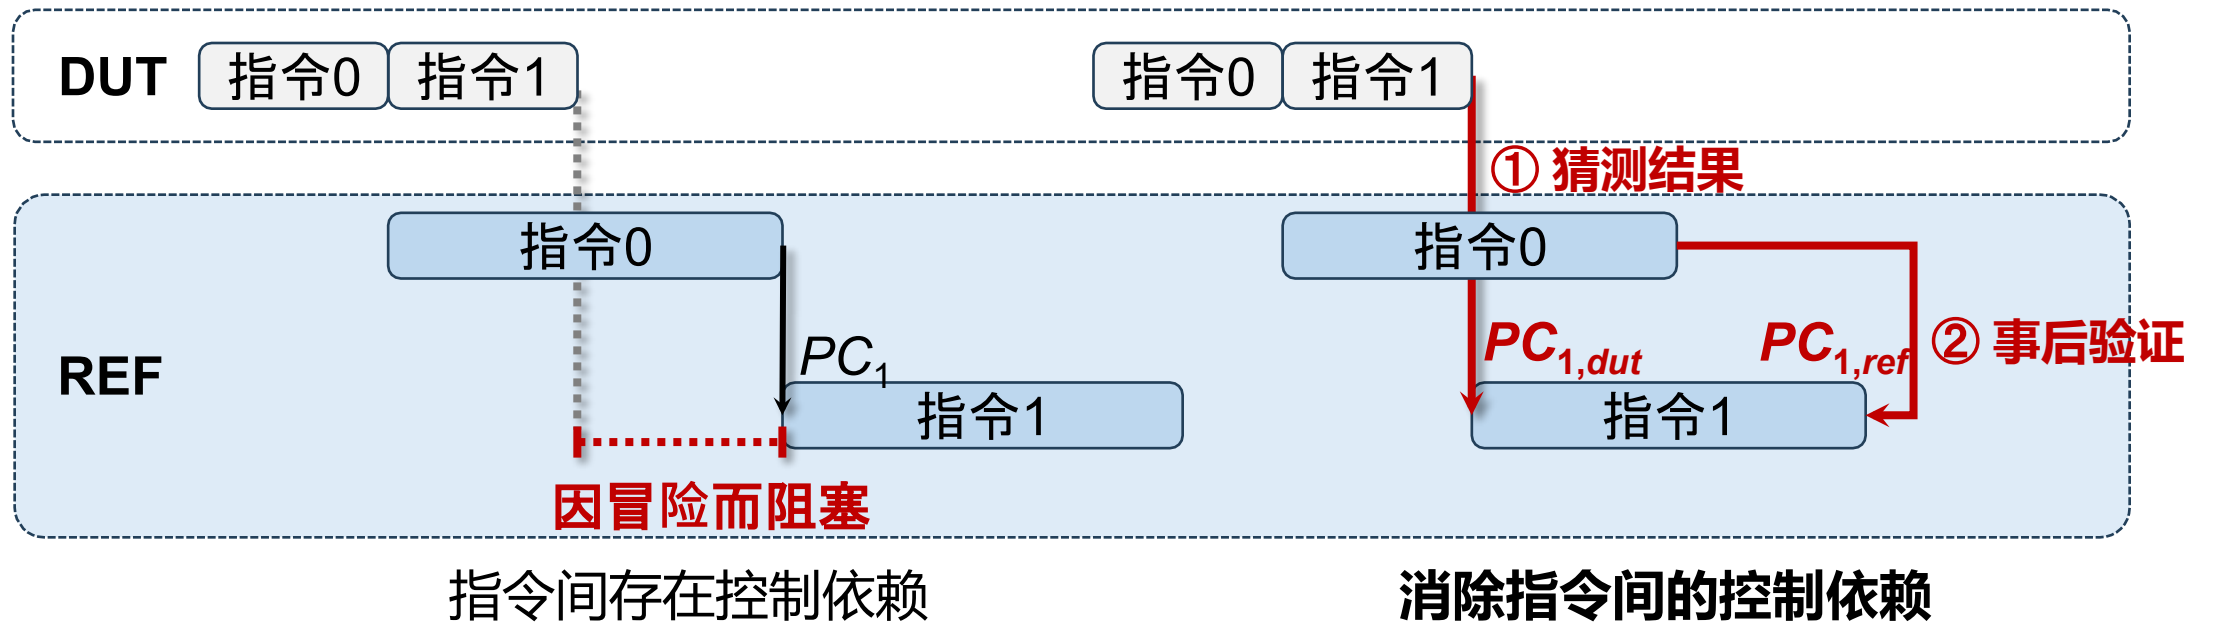 DUT 指令0 指令1 指令0 指令1
① 猜测结果
指令0 指令0
REF PC1 PC1,dut PC1,ref ② 事后验证
指令1 指令1
因冒险而阻塞
指令间存在控制依赖 消除指令间的控制依赖